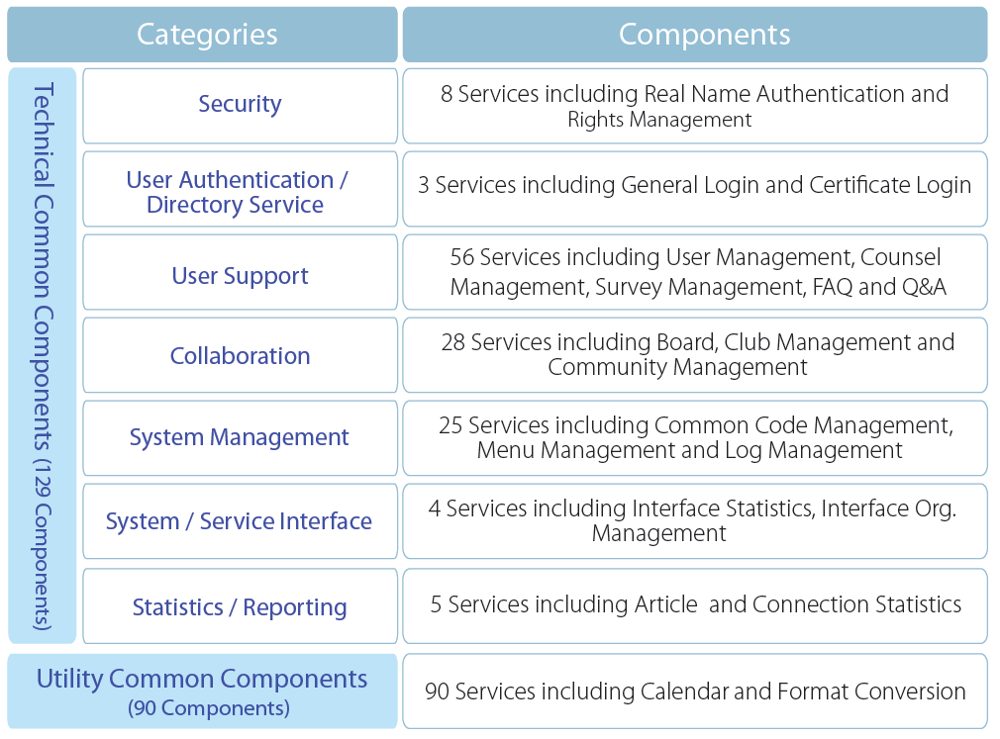 Categories
Components
Technical Common Components (129 Components)
Security
8 Services including Real Name Authentication and
Rights Management
User Authentication /
Directory Service
3 Services including General Login and Certificate Login
User Support
56 Services including User Management, Counsel
Management, Survey Management, FAQ and Q&A
Collaboration
28 Services including Board, Club Management and
Community Management
System Management
25 Services including Common Code Management,
Menu Management and Log Management
System / Service Interface
4 Services including Interface Statistics, Interface Org.
Management
Statistics / Reporting
5 Services including Article and Connection Statistics
Utility Common Components
(90 Components)
90 Services including Calendar and Format Conversion